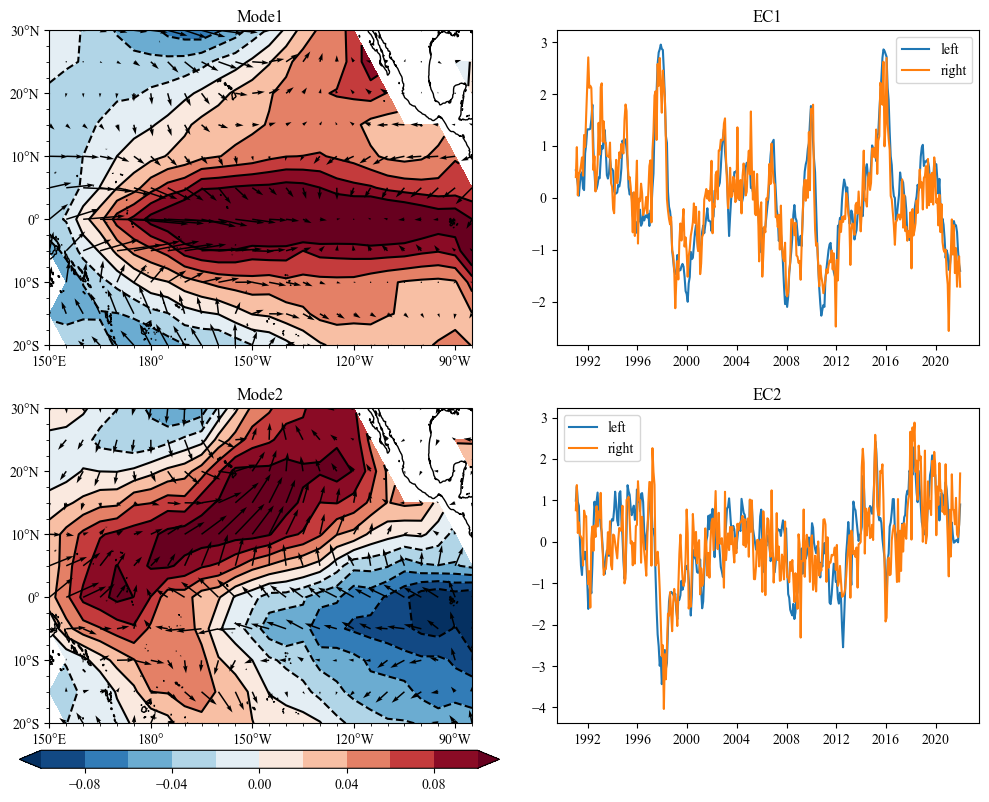 Mode1
30°N
20°N
10°N
0°
10°S
20°S
150°E
180°
150°W
120°W
90°W
EC1
left
right
3
2
1
0
−1
−2
1992
1996
2000
2004
2008
2012
2016
2020
Mode2
30°N
20°N
10°N
0°
10°S
20°S
150°E
180°
150°W
120°W
90°W
EC2
left
right
3
2
1
0
−1
−2
−3
−4
1992
1996
2000
2004
2008
2012
2016
2020
−0.08
−0.04
0.00
0.04
0.08